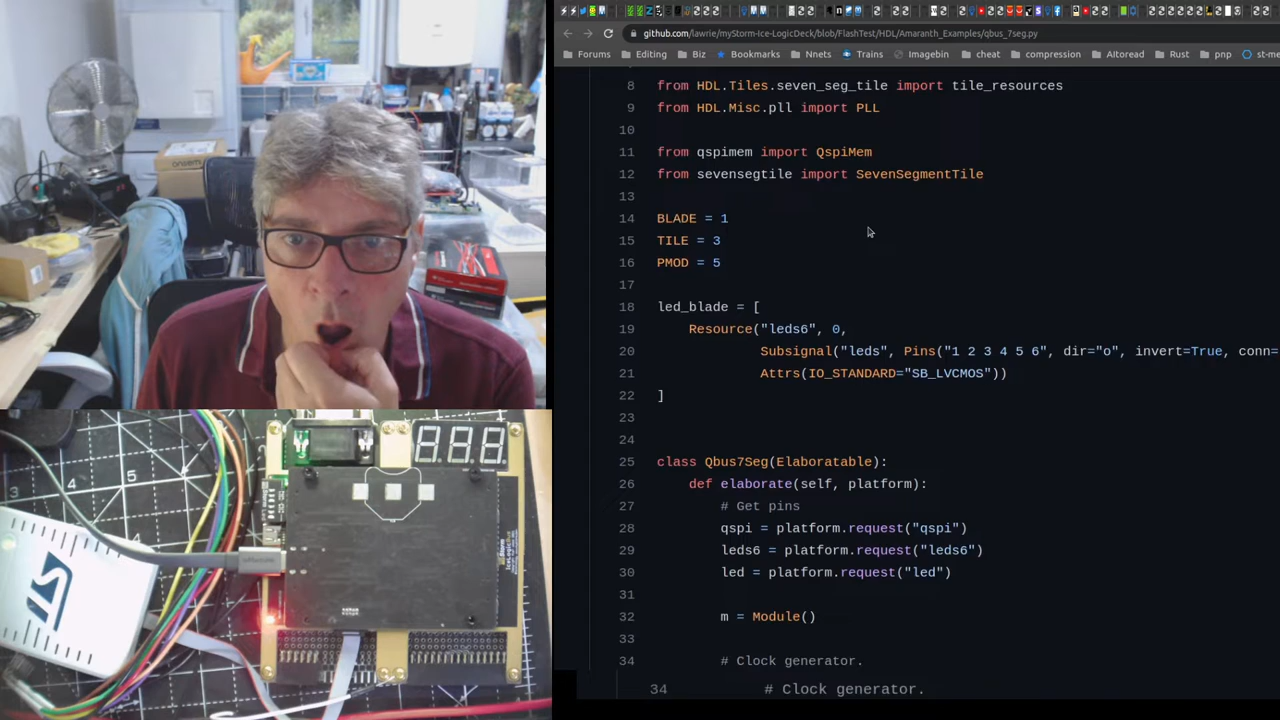 github.com/lawrie/myStorm-Ice-LogicDeck/blob/FlashTest/HDL/Amaranth_Examples/qbus_7seg.py
Forums Editing Biz Bookmarks Nnets Trains Imagebin cheat compression Altoread Rust pnp st-me
8 from HDL.Tiles.seven_seg_tile import tile_resources
9 from HDL.Misc.pll import PLL
10
11 from qspimem import QspiMem
12 from sevensegtile import SevenSegmentTile
13
14 BLADE = 1
15 TILE = 3
16 PMOD = 5
17
18 led_blade = [
19 Resource("leds6", 0,
20 Subsignal("leds", Pins("1 2 3 4 5 6", dir="o", invert=True, conn=
21 Attrs(IO_STANDARD="SB_LVCMOS"))
22 ]
23
24
25 class Qbus7Seg(Elaboratable):
26 def elaborate(self, platform):
27 # Get pins
28 qspi = platform.request("qspi")
29 leds6 = platform.request("leds6")
30 led = platform.request("led")
31
32 m = Module()
33
34 # Clock generator.
34 # Clock generator.
onsemi
888